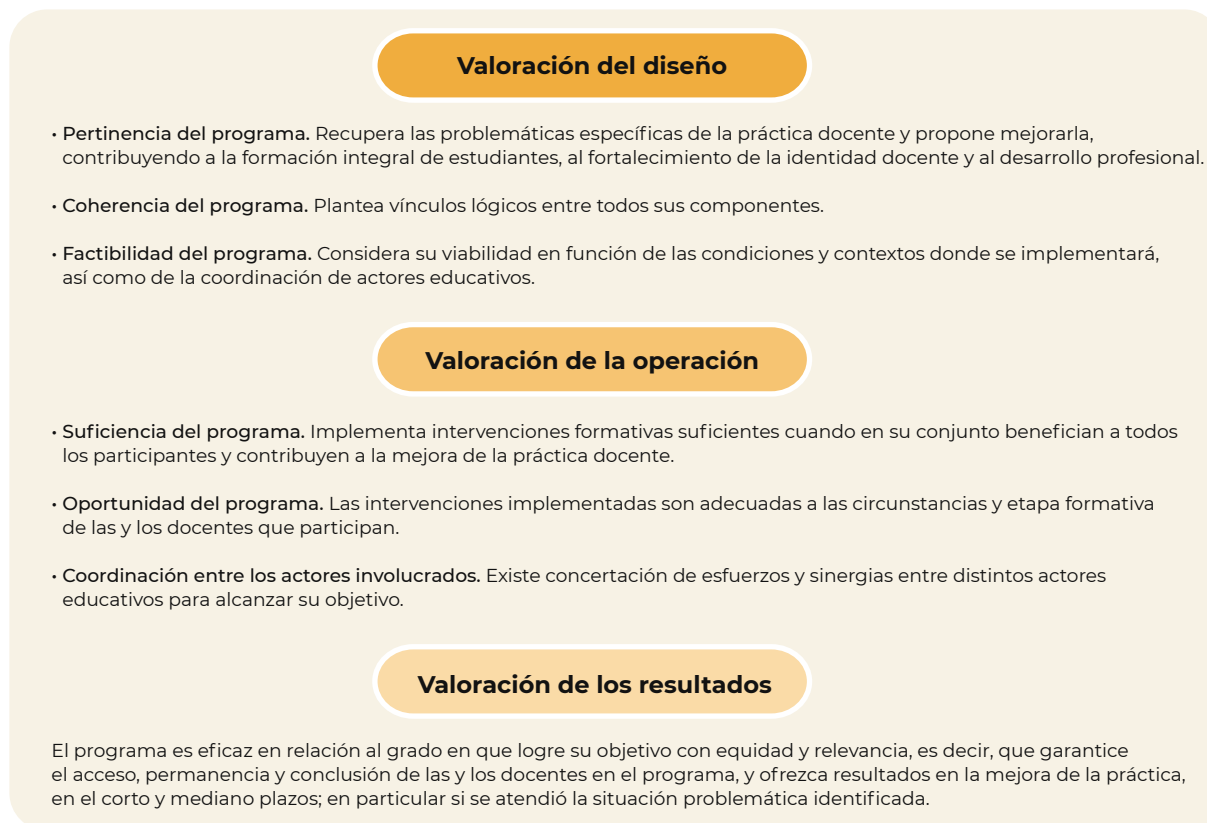 Valoración del diseño
• Pertinencia del programa. Recupera las problemáticas específicas de la práctica docente y propone mejorarla,
contribuyendo a la formación integral de estudiantes, al fortalecimiento de la identidad docente y al desarrollo profesional.
• Coherencia del programa. Plantea vínculos lógicos entre todos sus componentes.
• Factibilidad del programa. Considera su viabilidad en función de las condiciones y contextos donde se implementará,
así como de la coordinación de actores educativos.
Valoración de la operación
• Suficiencia del programa. Implementa intervenciones formativas suficientes cuando en su conjunto benefician a todos
los participantes y contribuyen a la mejora de la práctica docente.
• Oportunidad del programa. Las intervenciones implementadas son adecuadas a las circunstancias y etapa formativa
de las y los docentes que participan.
• Coordinación entre los actores involucrados. Existe concertación de esfuerzos y sinergias entre distintos actores
educativos para alcanzar su objetivo.
Valoración de los resultados
El programa es eficaz en relación al grado en que logre su objetivo con equidad y relevancia, es decir, que garantice
el acceso, permanencia y conclusión de las y los docentes en el programa, y ofrezca resultados en la mejora de la práctica,
en el corto y mediano plazos; en particular si se atendió la situación problemática identificada.